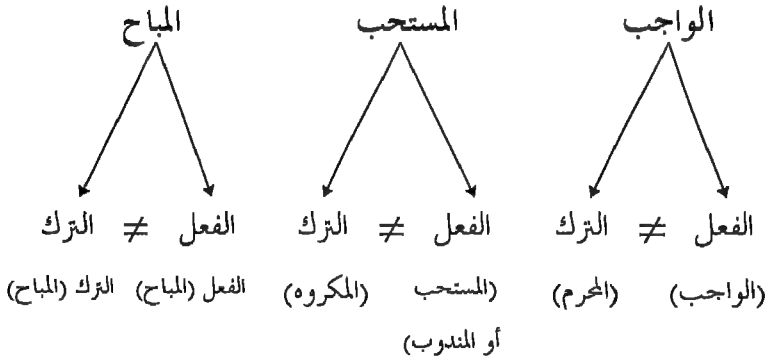 الواجب المستحب المباح
الفعل ≠ الترك الفعل ≠ الترك الفعل ≠ الترك
(الواجب) (المحرم) (المستحب (المكروه) الفعل (المباح) الترك (المباح)
أو المندوب)